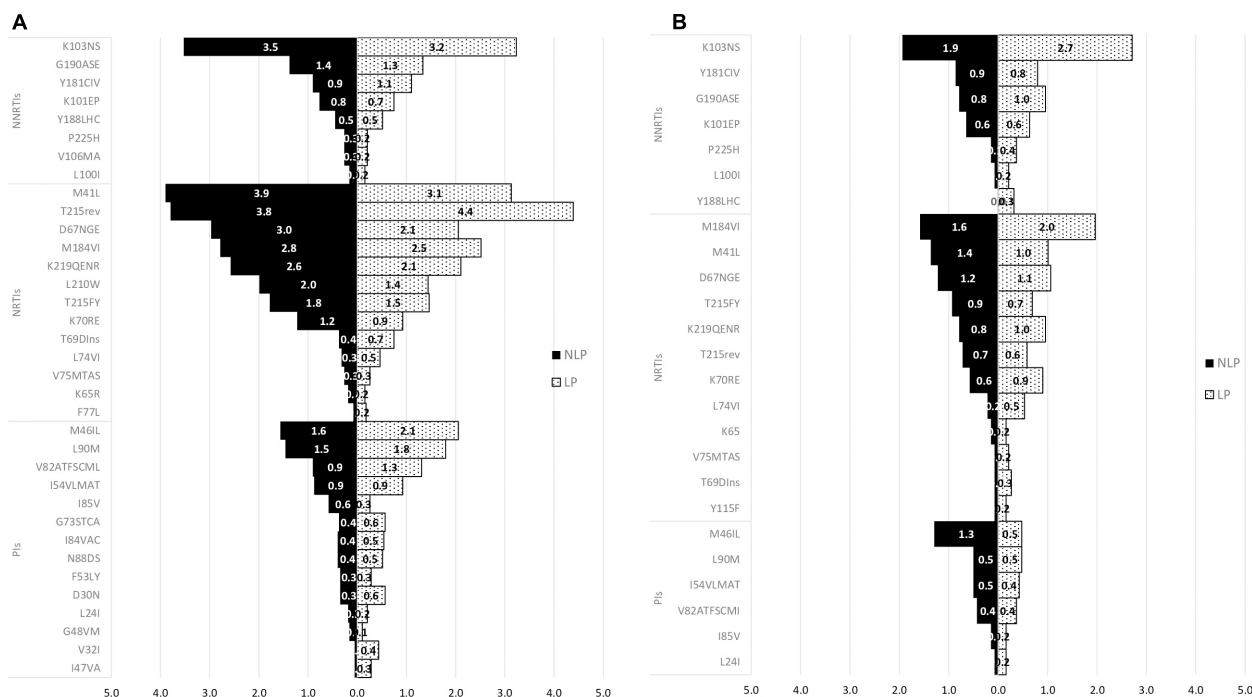 A
NNRTIs
K103NS 3.5 3.2
G190ASE 1.4 1.3
Y181CIV 0.9 1.1
K101EP 0.8 0.7
Y188LHC 0.5 0.5
P225H 0.2
V106MA 0.2
L100I
NRTIs
M41L 3.9 3.1
T215rev 3.8 4.4
D67NGE 3.0 2.1
M184VI 2.8 2.5
K219QENR 2.6 2.1
L210W 2.0 1.4
T215FY 1.8 1.5
K70RE 1.2 0.9
T69DIns 0.4 0.7
L74VI 0.3 0.5
V75MTAS 0.3
K65R
F77L 0.2
PIs
M46IL 1.6 2.1
L90M 1.5 1.8
V82ATFSCML 0.9 1.3
I54VLMAT 0.9 0.9
I85V 0.6 0.3
G73STCA 0.4 0.6
I84VAC 0.4 0.5
N88DS 0.4 0.5
F53LY 0.3 0.3
D30N 0.3 0.6
L24I
G48VM
V32I 0.4
I47VA 0.3
5.0 4.0 3.0 2.0 1.0 0.0 1.0 2.0 3.0 4.0 5.0
NLP
LP
B
NNRTIs
K103NS 1.9 2.7
Y181CIV 0.9 0.8
G190ASE 0.8 1.0
K101EP 0.6 0.6
P225H 0.4
L100I 0.2
Y188LHC 0.3
NRTIs
M184VI 1.6 2.0
M41L 1.4 1.0
D67NGE 1.2 1.1
T215FY 0.9 0.7
K219QENR 0.8 1.0
T215rev 0.7 0.6
K70RE 0.6 0.9
L74VI 0.5
K65
V75MTAS 0.2
T69DIns 0.3
Y115F 0.2
PIs
M46IL 1.3 0.5
L90M 0.5 0.5
I54VLMAT 0.5 0.4
V82ATFSCMI 0.4 0.4
I85V 0.2
L24I 0.2
5.0 4.0 3.0 2.0 1.0 0.0 1.0 2.0 3.0 4.0 5.0
NLP
LP